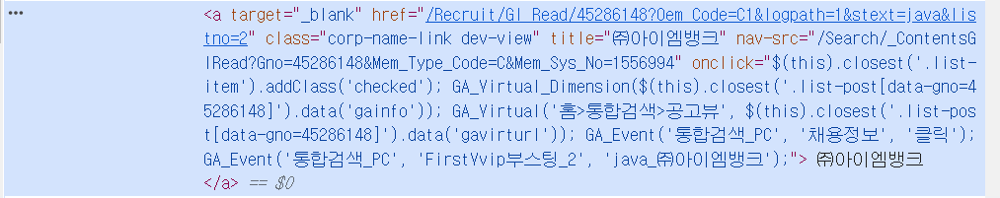 <a target="_blank" href="/Recruit/GI_Read/45286148?Oem_Code=C1&logpath=1&stext=java&lis
tno=2" class="corp-name-link dev-view" title="㈜아이엠뱅크" nav-src="/Search/_ContentsG
IRead?Gno=45286148&Mem_Type_Code=C&Mem_Sys_No=1556994" onclick="$(this).closest('.list-
item').addClass('checked'); GA_Virtual_Dimension($(this).closest('.list-post[data-gno=4
5286148]').data('gainfo')); GA_Virtual('홈>통합검색>공고뷰', $(this).closest('.list-pos
t[data-gno=45286148]').data('gavirturl')); GA_Event('통합검색_PC', '채용정보', '클릭');
GA_Event('통합검색_PC', 'FirstVvip부스팅_2', 'java_㈜아이엠뱅크');"> ㈜아이엠뱅크
</a> == $0